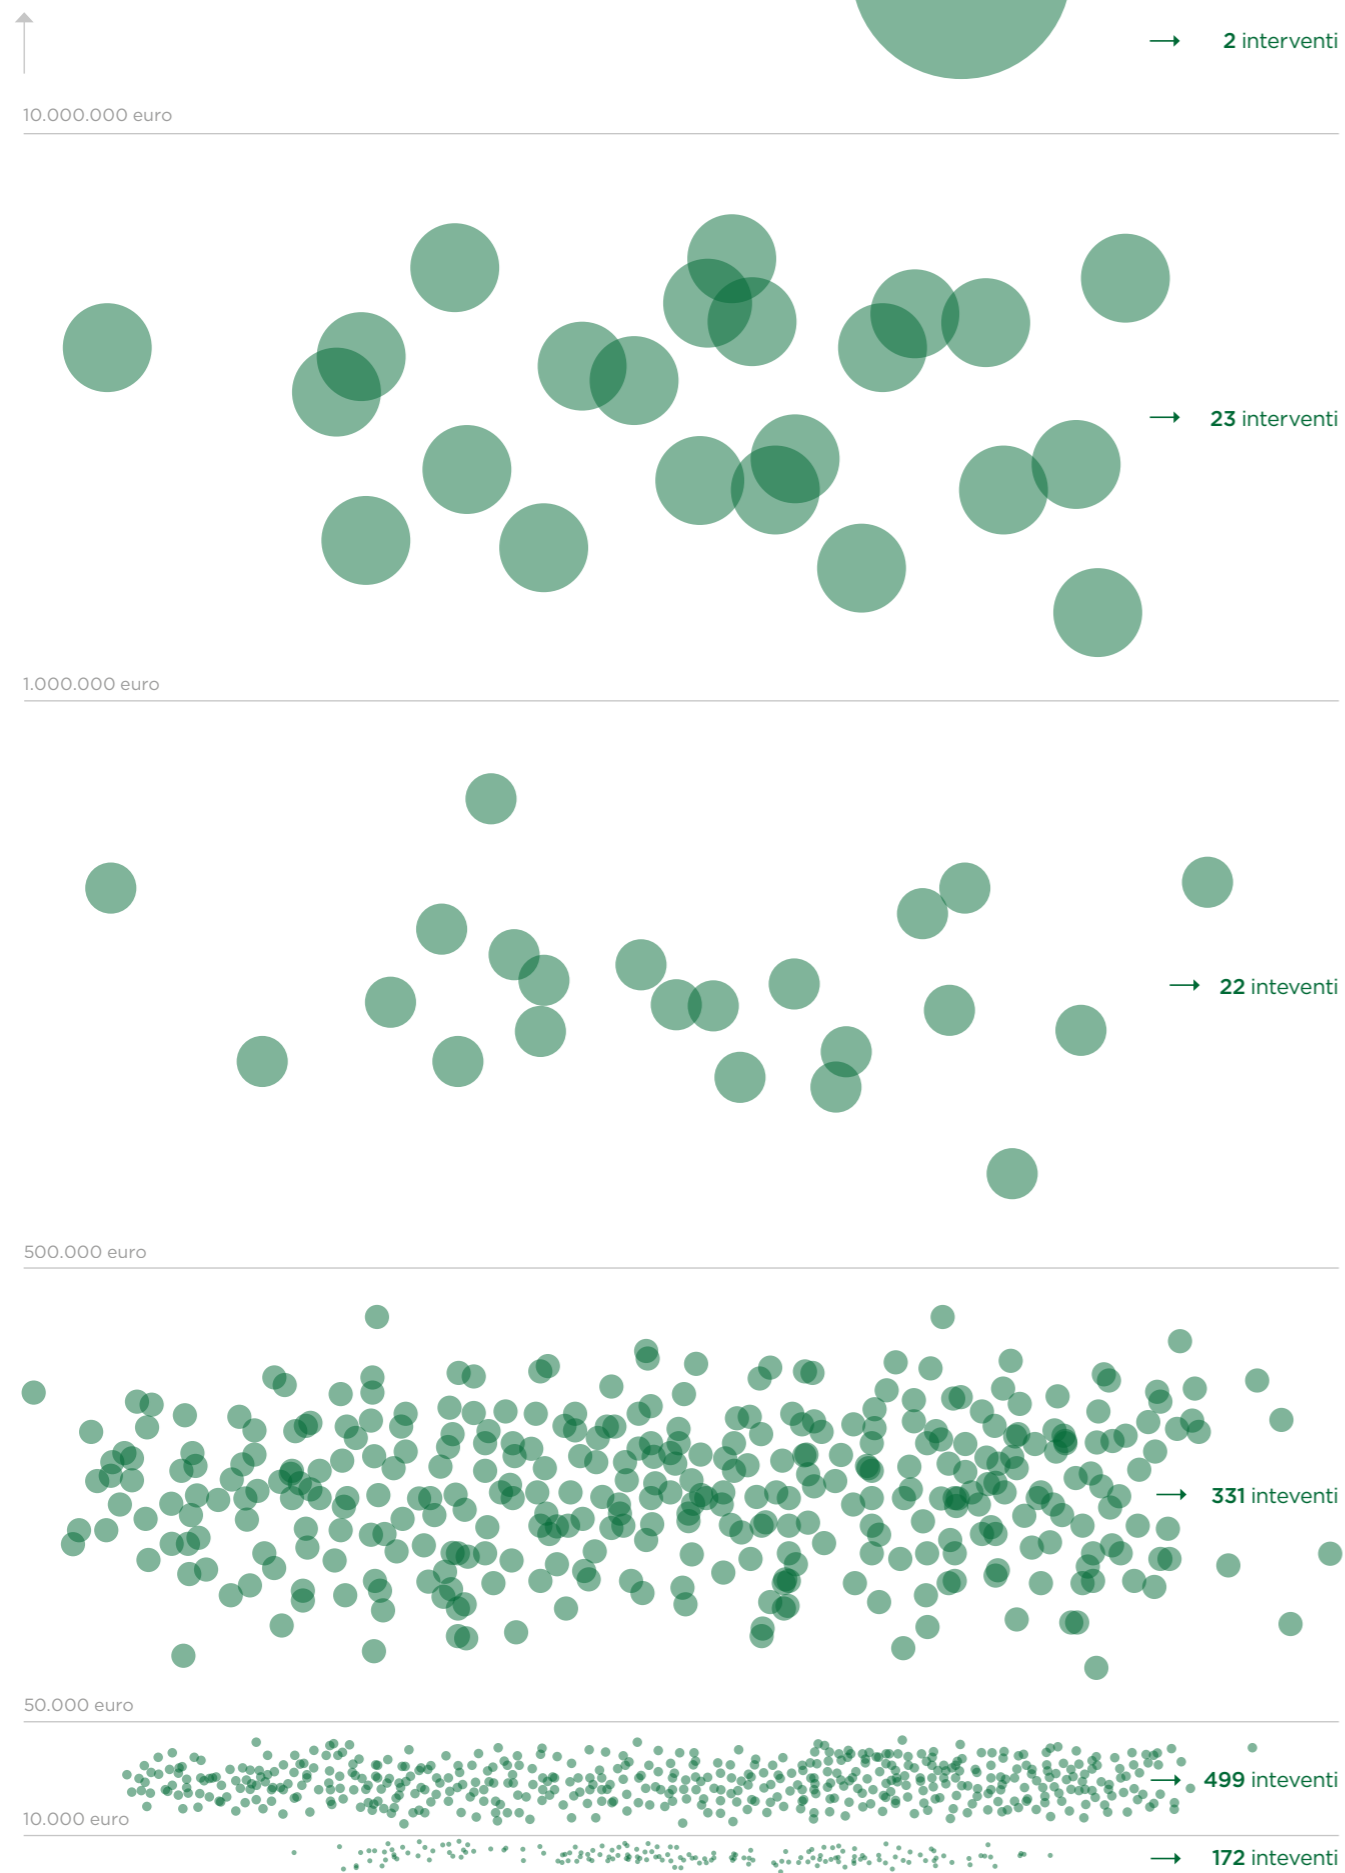 2 interventi
10.000.000 euro
23 interventi
1.000.000 euro
22 inteventi
500.000 euro
331 inteventi
50.000 euro
499 inteventi
10.000 euro
172 inteventi